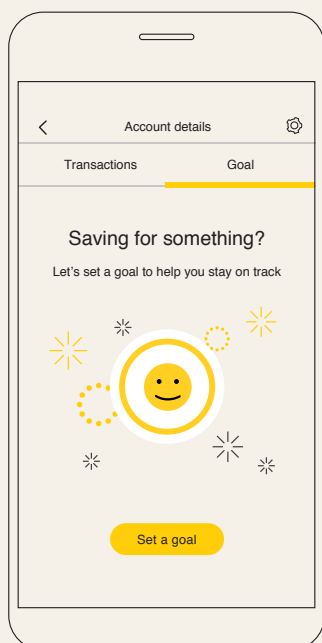 Account details
Transactions Goal
Saving for something?
Let's set a goal to help you stay on track
Set a goal